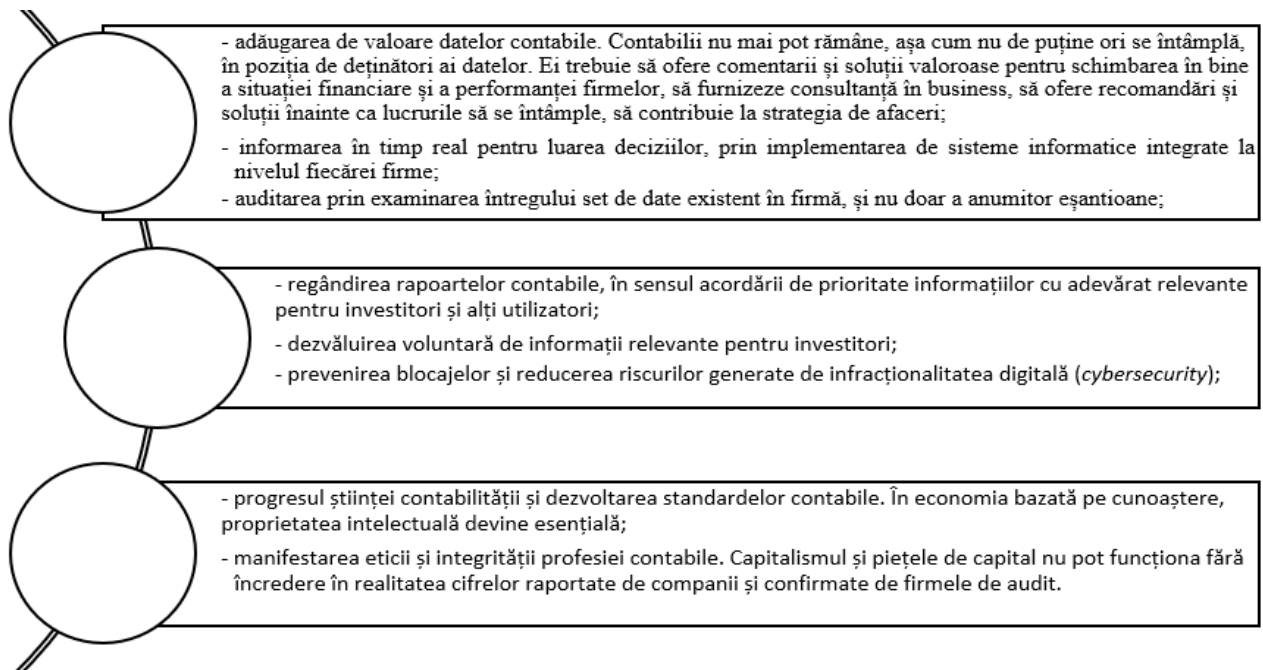 - adăugarea de valoare datelor contabile. Contabilii nu mai pot rămâne, așa cum nu de puține ori se întâmplă,
în poziția de deținători ai datelor. Ei trebuie să ofere comentarii și soluții valoroase pentru schimbarea în bine
a situației financiare și a performanței firmelor, să furnizeze consultanță în business, să ofere recomandări și
soluții înainte ca lucrurile să se întâmple, să contribuie la strategia de afaceri;
- informarea în timp real pentru luarea deciziilor, prin implementarea de sisteme informatice integrate la
nivelul fiecărei firme;
- auditarea prin examinarea întregului set de date existent în firmă, și nu doar a anumitor eșantioane;
- regândirea rapoartelor contabile, în sensul acordării de prioritate informațiilor cu adevărat relevante
pentru investitori și alți utilizatori;
- dezvăluirea voluntară de informații relevante pentru investitori;
- prevenirea blocajelor și reducerea riscurilor generate de infracționalitatea digitală (cybersecurity);
- progresul științei contabilității și dezvoltarea standardelor contabile. În economia bazată pe cunoaștere,
proprietatea intelectuală devine esențială;
- manifestarea eticii și integrității profesiei contabile. Capitalismul și piețele de capital nu pot funcționa fără
încredere în realitatea cifrelor raportate de companii și confirmate de firmele de audit.